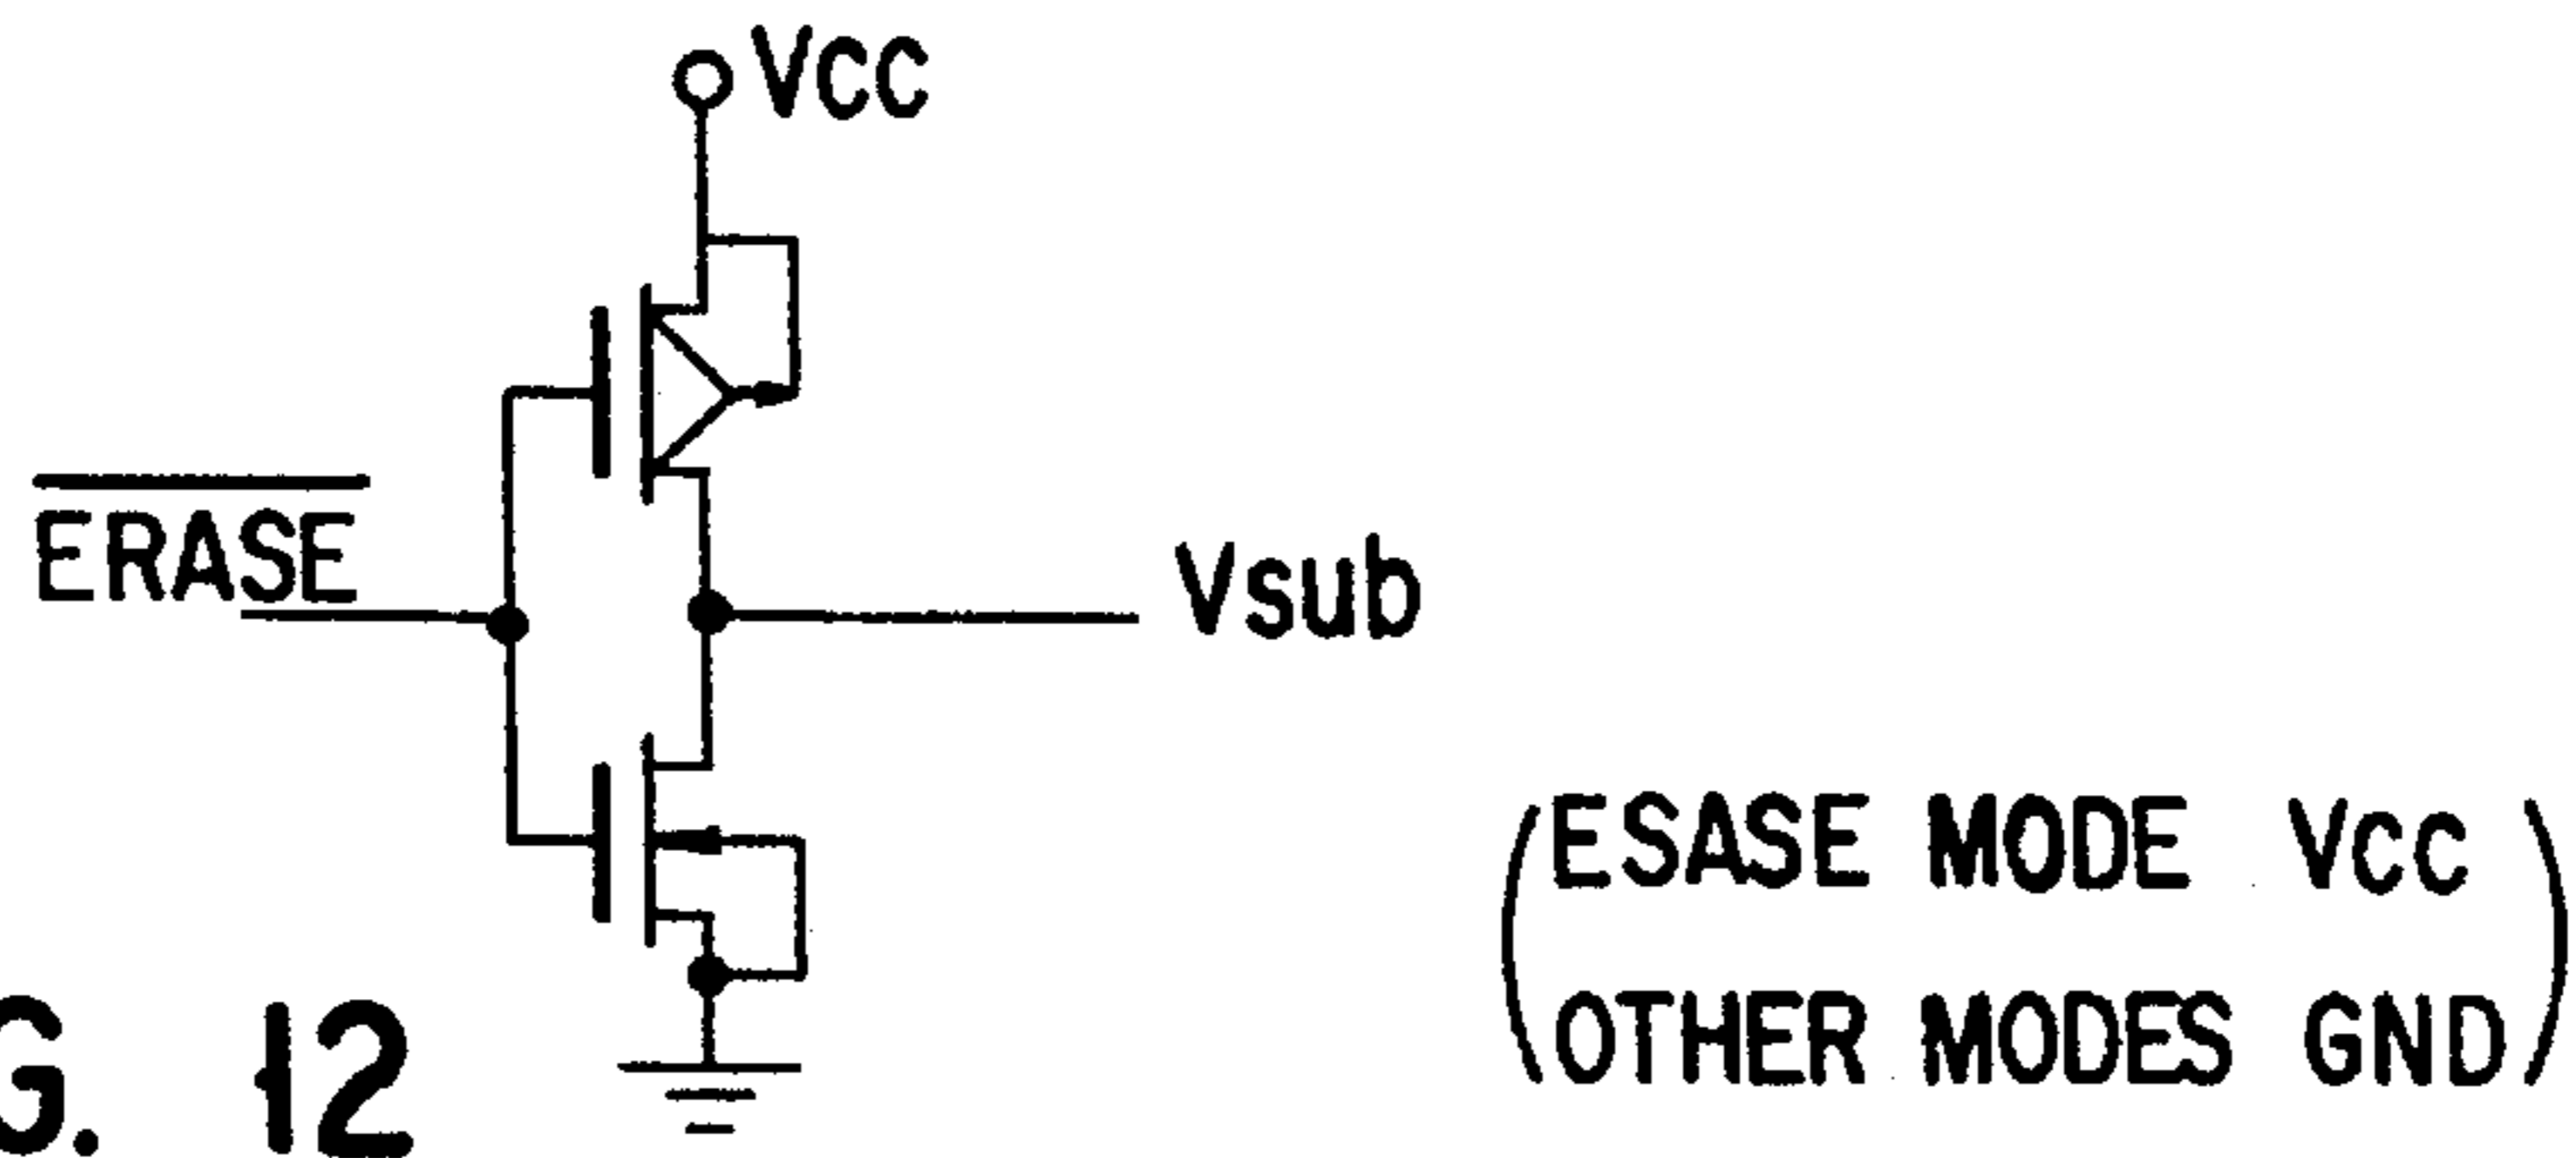 Vcc
ERASE
Vsub
(ESASE MODE Vcc
OTHER MODES GND)
G. 12